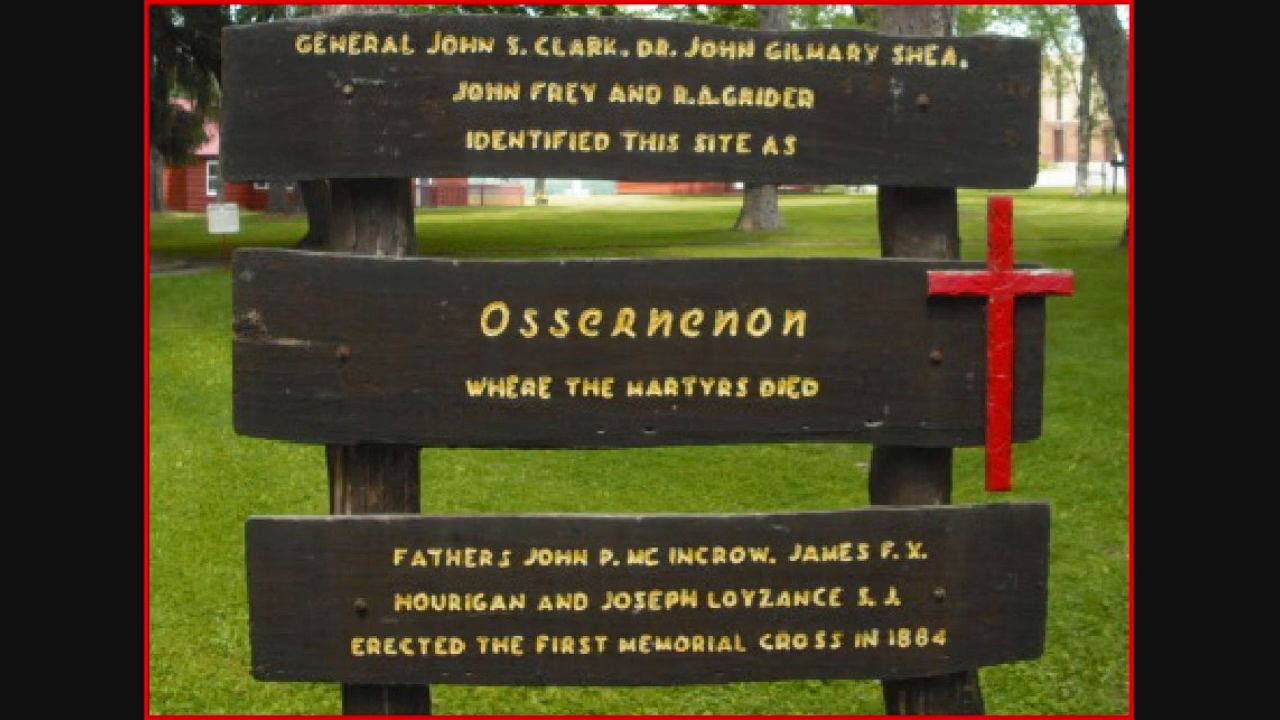 GENERAL JOHN S. CLARK. DR. JOHN GILMARY SHEA.
JOHN FREY AND R.A.GRIDER
IDENTIFIED THIS SITE AS
Ossernenon
WHERE THE MARTYRS DIED
FATHERS JOHN P. MC INCROW. JAMES F. X.
HOURIGAN AND JOSEPH LOYZANCE S. J.
ERECTED THE FIRST MEMORIAL CROSS IN 1884